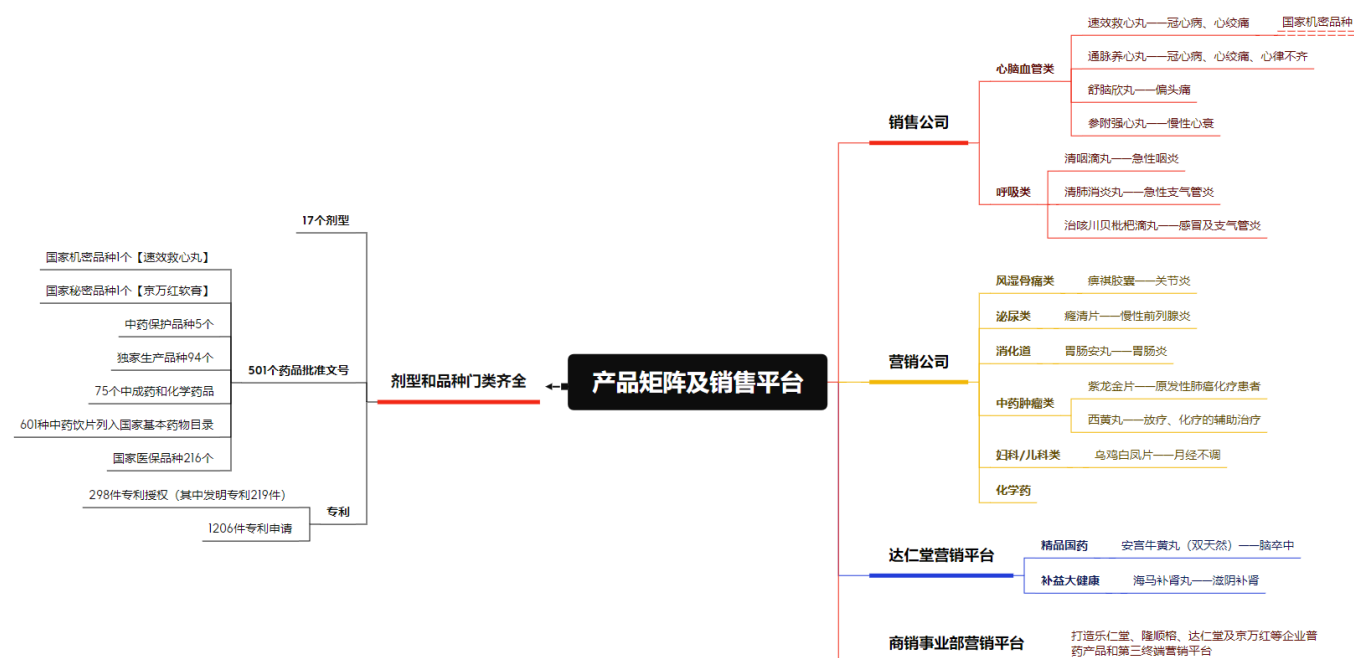 产品矩阵及销售平台
剂型和品种门类齐全
17个剂型
501个药品批准文号
国家机密品种1个【速效救心丸】
国家秘密品种1个【京万红软膏】
中药保护品种5个
独家生产品种94个
75个中成药和化学药品
601种中药饮片列入国家基本药物目录
国家医保品种216个
专利
298件专利授权（其中发明专利219件）
1206件专利申请
销售公司
心脑血管类
速效救心丸——冠心病、心绞痛
国家机密品种
通脉养心丸——冠心病、心绞痛、心律不齐
舒脑欣丸——偏头痛
参附强心丸——慢性心衰
呼吸类
清咽滴丸——急性咽炎
清肺消炎丸——急性支气管炎
治咳川贝枇杷滴丸——感冒及支气管炎
营销公司
风湿骨痛类
痹祺胶囊——关节炎
泌尿类
癃清片——慢性前列腺炎
消化道
胃肠安丸——胃肠炎
中药肿瘤类
紫龙金片——原发性肺癌化疗患者
西黄丸——放疗、化疗的辅助治疗
妇科/儿科类
乌鸡白凤片——月经不调
化学药
达仁堂营销平台
精品国药
安宫牛黄丸（双天然）——脑卒中
补益大健康
海马补肾丸——滋阴补肾
商销事业部营销平台
打造乐仁堂、隆顺榕、达仁堂及京万红等企业普
药产品和第三终端营销平台